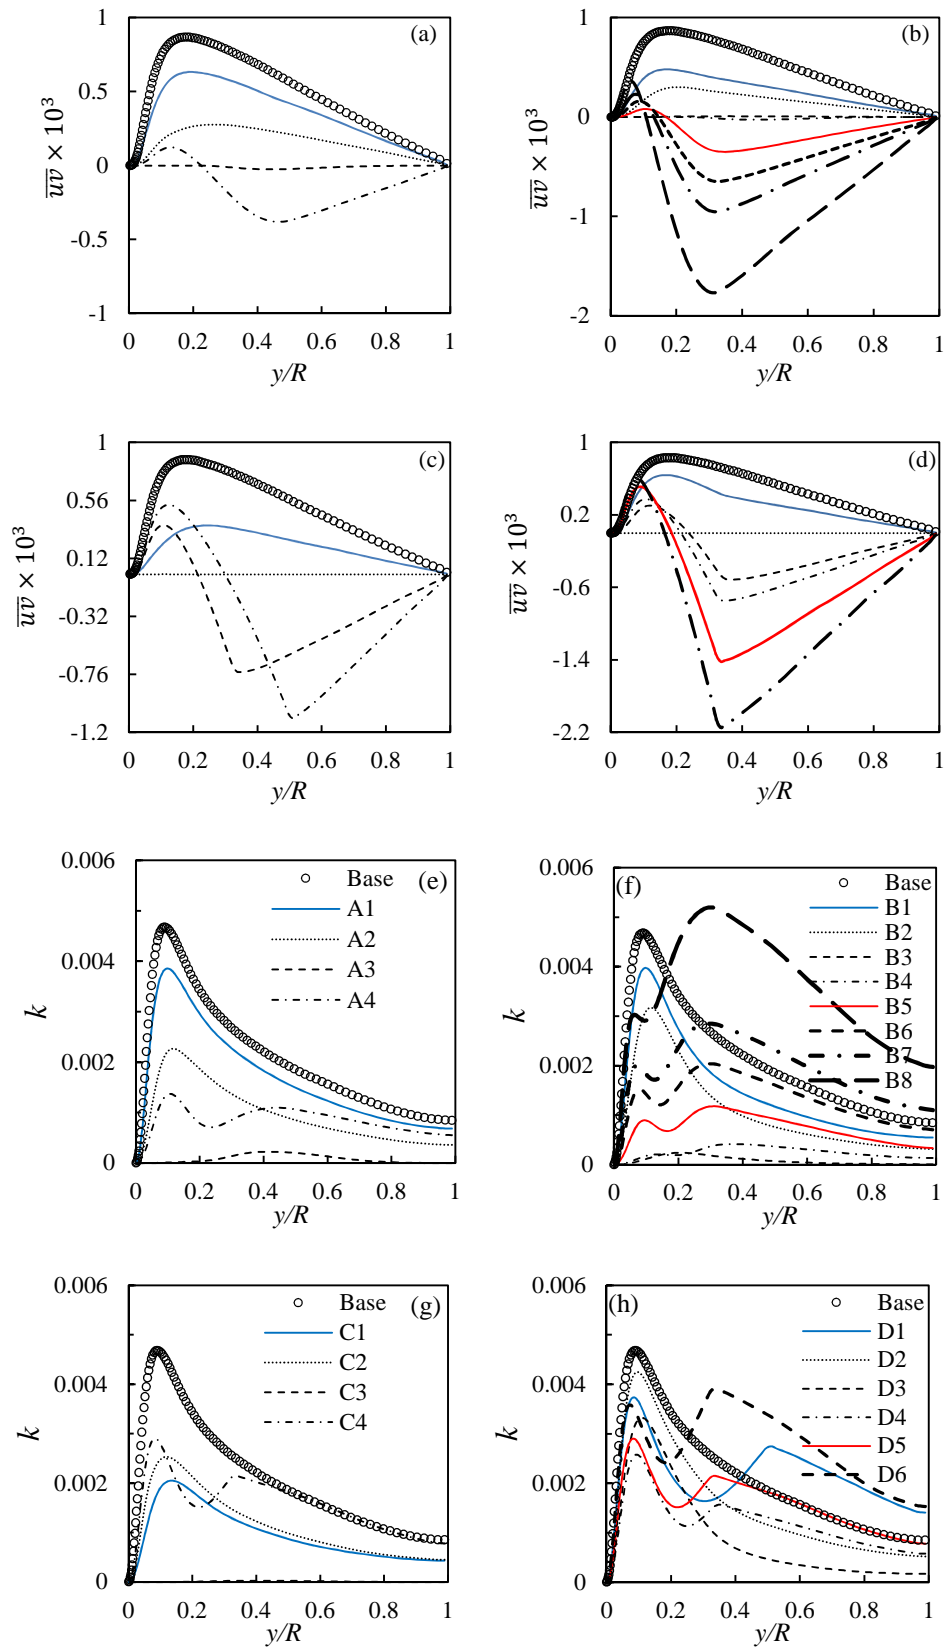 (a)
1
0.5
0
-0.5
-1
uv × 10³
0 0.2 0.4 0.6 0.8 1
y/R
(b)
1
0
-1
-2
uv × 10³
0 0.2 0.4 0.6 0.8 1
y/R
(c)
1
0.56
0.12
-0.32
-0.76
-1.2
uv × 10³
0 0.2 0.4 0.6 0.8 1
y/R
(d)
1
0.2
-0.6
-1.4
-2.2
uv × 10³
0 0.2 0.4 0.6 0.8 1
y/R
(e)
0.006
0.004
0.002
0
k
Base
A1
A2
A3
A4
0 0.2 0.4 0.6 0.8 1
y/R
(f)
0.006
0.004
0.002
0
k
Base
B1
B2
B3
B4
B5
B6
B7
B8
0 0.2 0.4 0.6 0.8 1
y/R
(g)
0.006
0.004
0.002
0
k
Base
C1
C2
C3
C4
0 0.2 0.4 0.6 0.8 1
y/R
(h)
0.006
0.004
0.002
0
k
Base
D1
D2
D3
D4
D5
D6
0 0.2 0.4 0.6 0.8 1
y/R